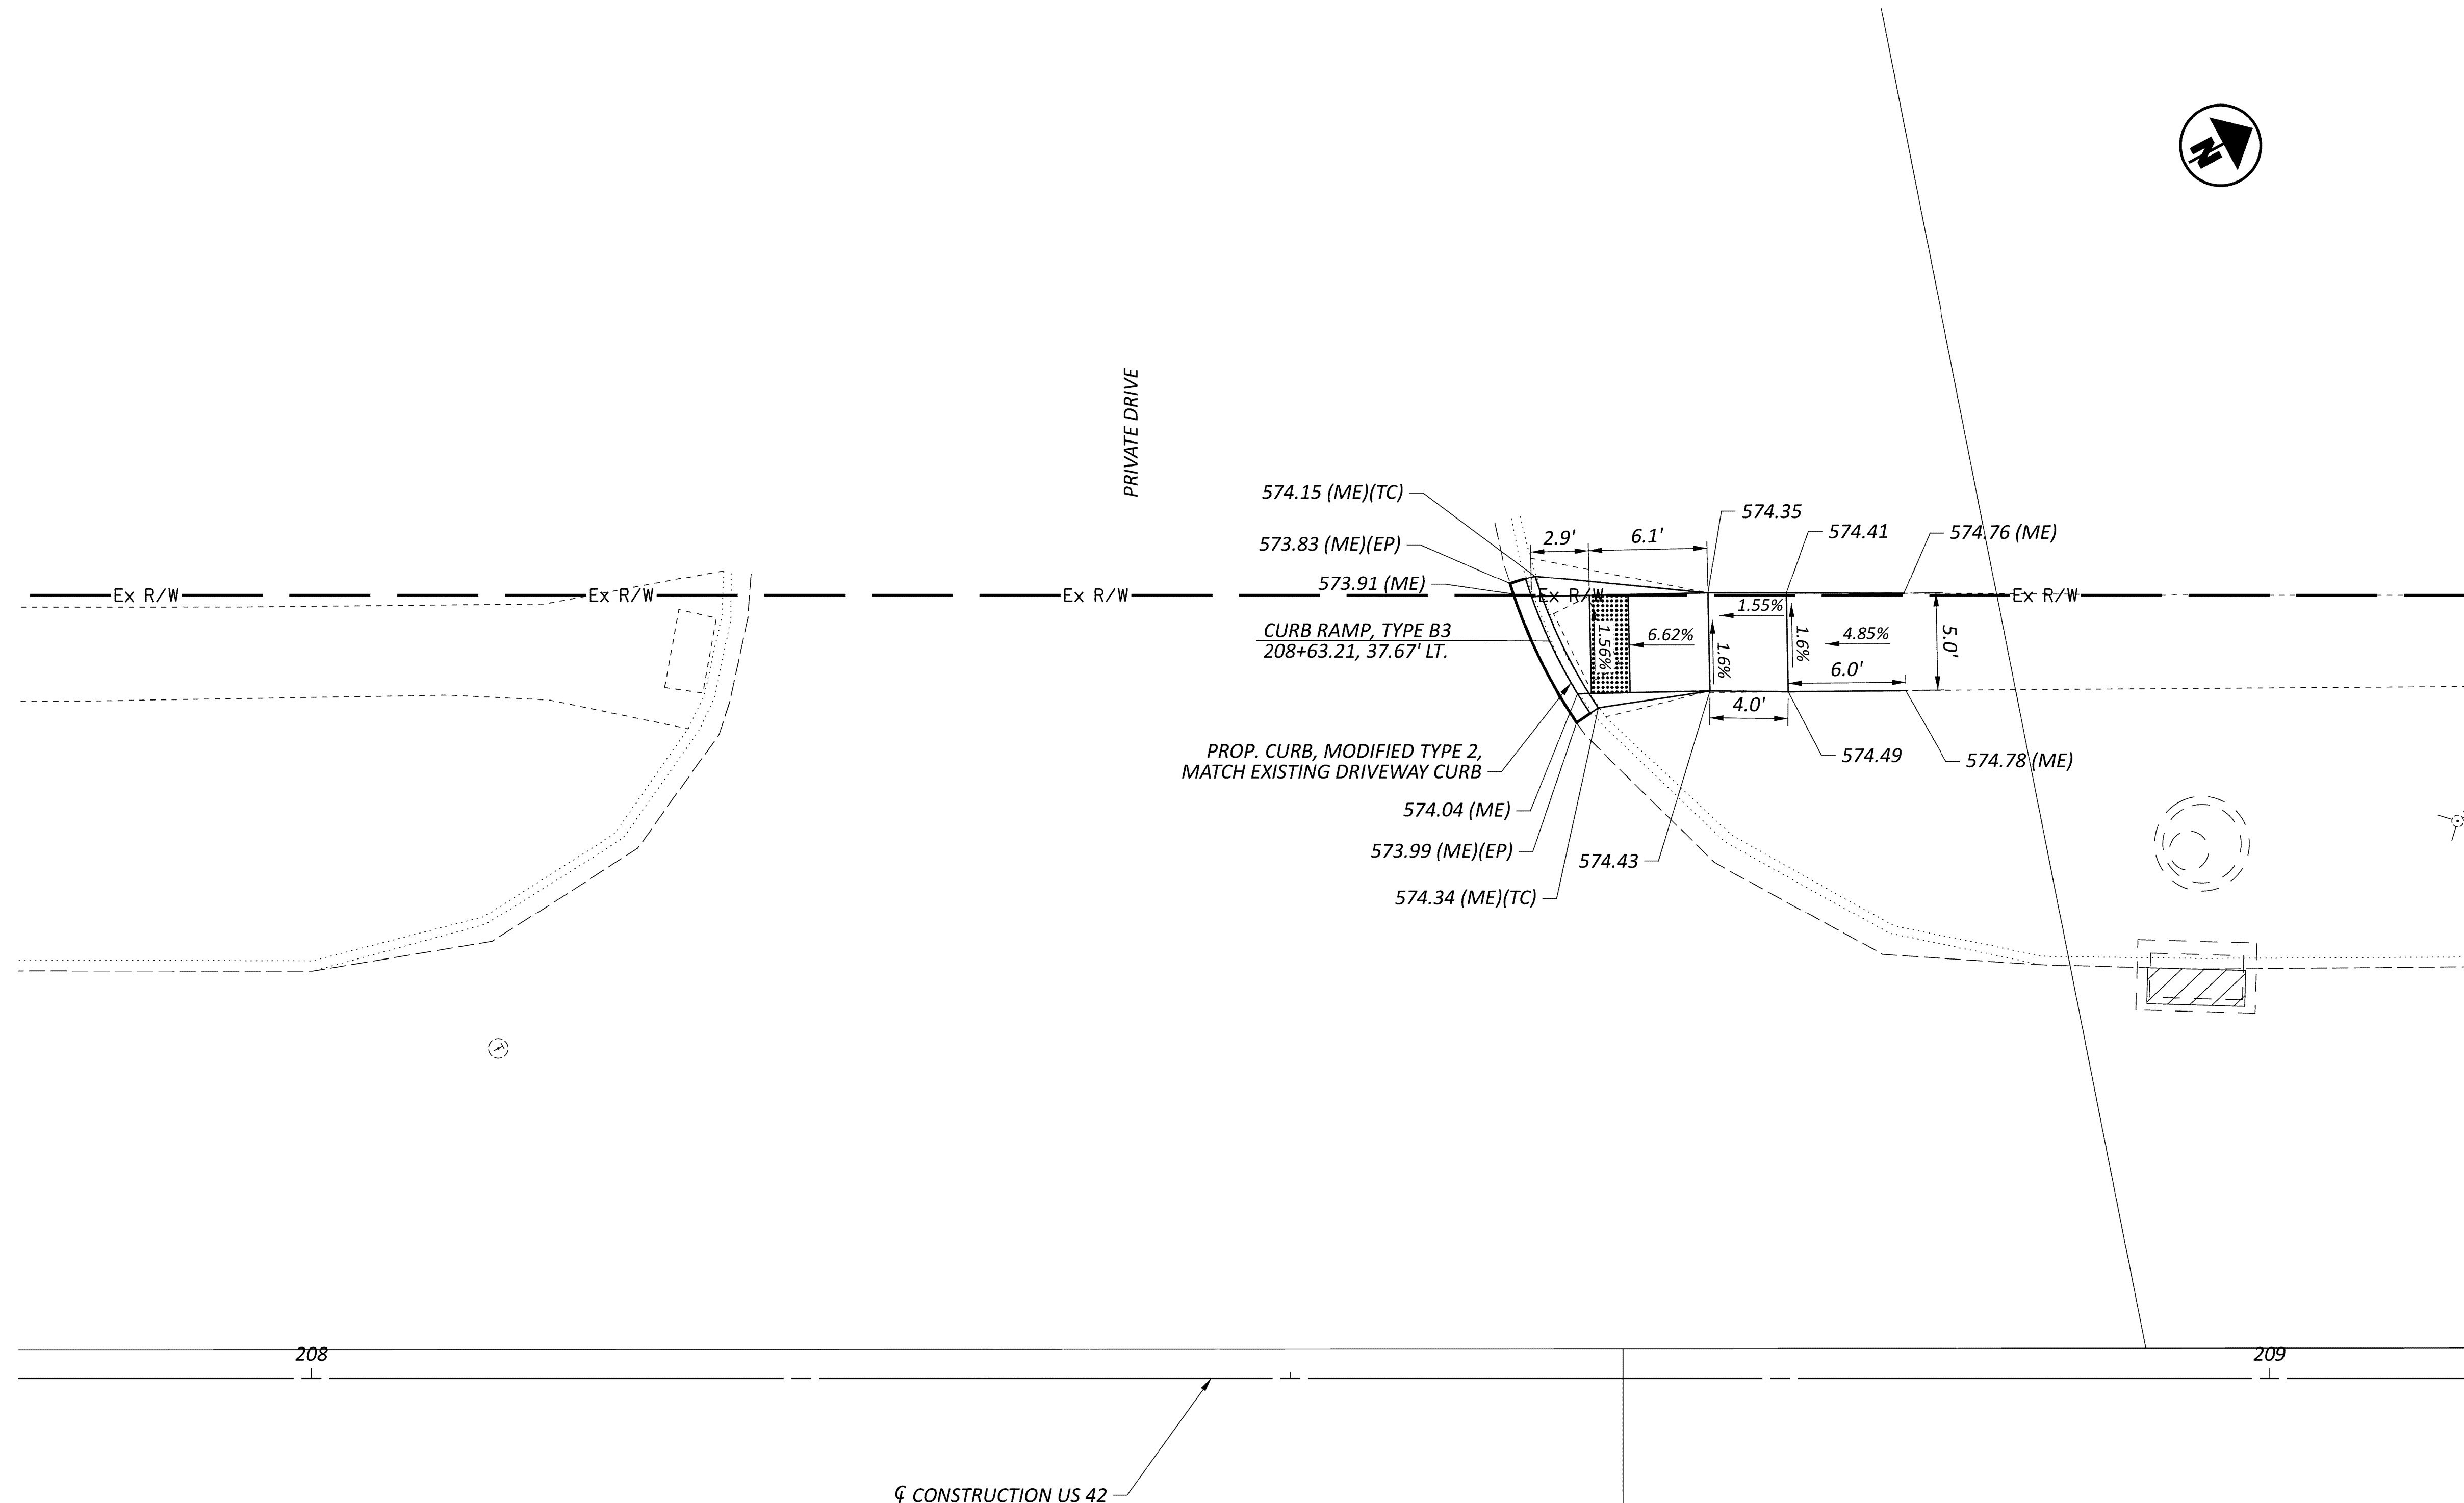 N
PRIVATE DRIVE
574.15 (ME)(TC)
573.83 (ME)(EP)
573.91 (ME)
2.9'
6.1'
574.35
574.41
574.76 (ME)
Ex R/W
Ex R/W
Ex R/W
Ex R/W
Ex R/W
CURB RAMP, TYPE B3
208+63.21, 37.67' LT.
1.56%
6.62%
1.55%
1.6%
1.6%
4.85%
6.0'
5.0'
4.0'
PROP. CURB, MODIFIED TYPE 2,
MATCH EXISTING DRIVEWAY CURB
574.49
574.78 (ME)
574.04 (ME)
573.99 (ME)(EP)
574.43
574.34 (ME)(TC)
208
209
℄ CONSTRUCTION US 42